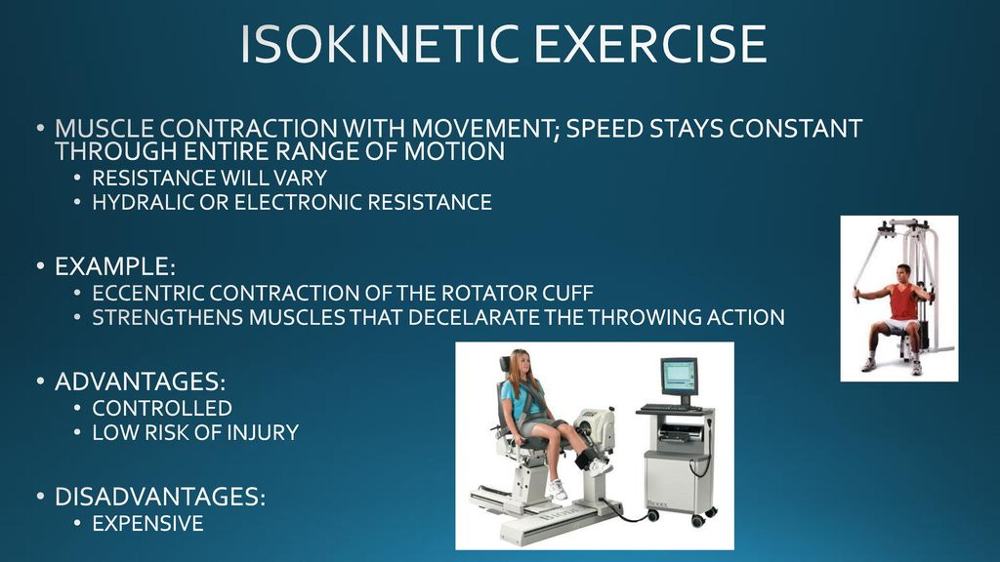 ISOKINETIC EXERCISE
• MUSCLE CONTRACTION WITH MOVEMENT; SPEED STAYS CONSTANT
THROUGH ENTIRE RANGE OF MOTION
• RESISTANCE WILL VARY
• HYDRALIC OR ELECTRONIC RESISTANCE
• EXAMPLE:
• ECCENTRIC CONTRACTION OF THE ROTATOR CUFF
• STRENGTHENS MUSCLES THAT DECELARATE THE THROWING ACTION
• ADVANTAGES:
• CONTROLLED
• LOW RISK OF INJURY
• DISADVANTAGES:
• EXPENSIVE
BIODEX
BIODEX